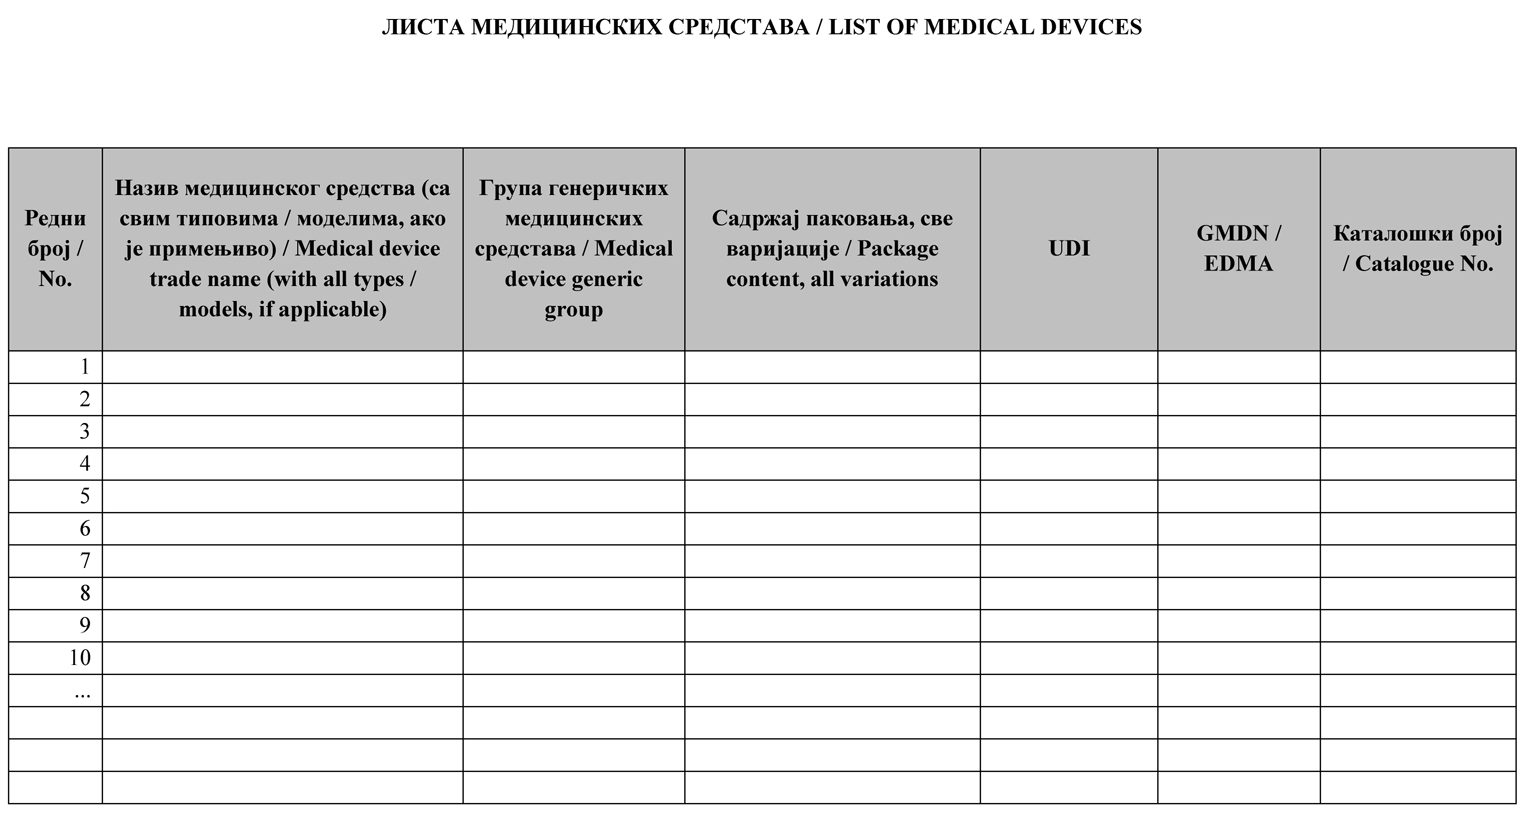 ЛИСТА МЕДИЦИНСКИХ СРЕДСТАВА / LIST OF MEDICAL DEVICES
Редни
број /
No.
Назив медицинског средства (са
свим типовима / моделима, ако
је примењиво) / Medical device
trade name (with all types /
models, if applicable)
Група генеричких
медицинских
средстава / Medical
device generic
group
Садржај паковања, све
варијације / Package
content, all variations
UDI
GMDN /
EDMA
Каталошки број
/ Catalogue No.
1
2
3
4
5
6
7
8
9
10
...